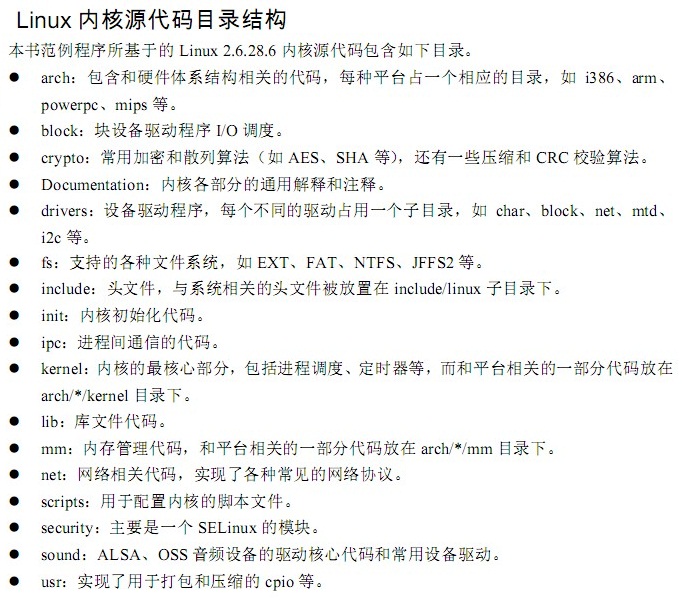 Linux 内核源代码目录结构
本书范例程序所基于的 Linux 2.6.28.6 内核源代码包含如下目录。
● arch：包含和硬件体系结构相关的代码，每种平台占一个相应的目录，如 i386、arm、
powerpc、mips 等。
● block：块设备驱动程序 I/O 调度。
● crypto：常用加密和散列算法（如 AES、SHA 等），还有一些压缩和 CRC 校验算法。
● Documentation：内核各部分的通用解释和注释。
● drivers：设备驱动程序，每个不同的驱动占用一个子目录，如 char、block、net、mtd、
i2c 等。
● fs：支持的各种文件系统，如 EXT、FAT、NTFS、JFFS2 等。
● include：头文件，与系统相关的头文件被放置在 include/linux 子目录下。
● init：内核初始化代码。
● ipc：进程间通信的代码。
● kernel：内核的最核心部分，包括进程调度、定时器等，而和平台相关的一部分代码放在
arch/*/kernel 目录下。
● lib：库文件代码。
● mm：内存管理代码，和平台相关的一部分代码放在 arch/*/mm 目录下。
● net：网络相关代码，实现了各种常见的网络协议。
● scripts：用于配置内核的脚本文件。
● security：主要是一个 SELinux 的模块。
● sound：ALSA、OSS 音频设备的驱动核心代码和常用设备驱动。
● usr：实现了用于打包和压缩的 cpio 等。